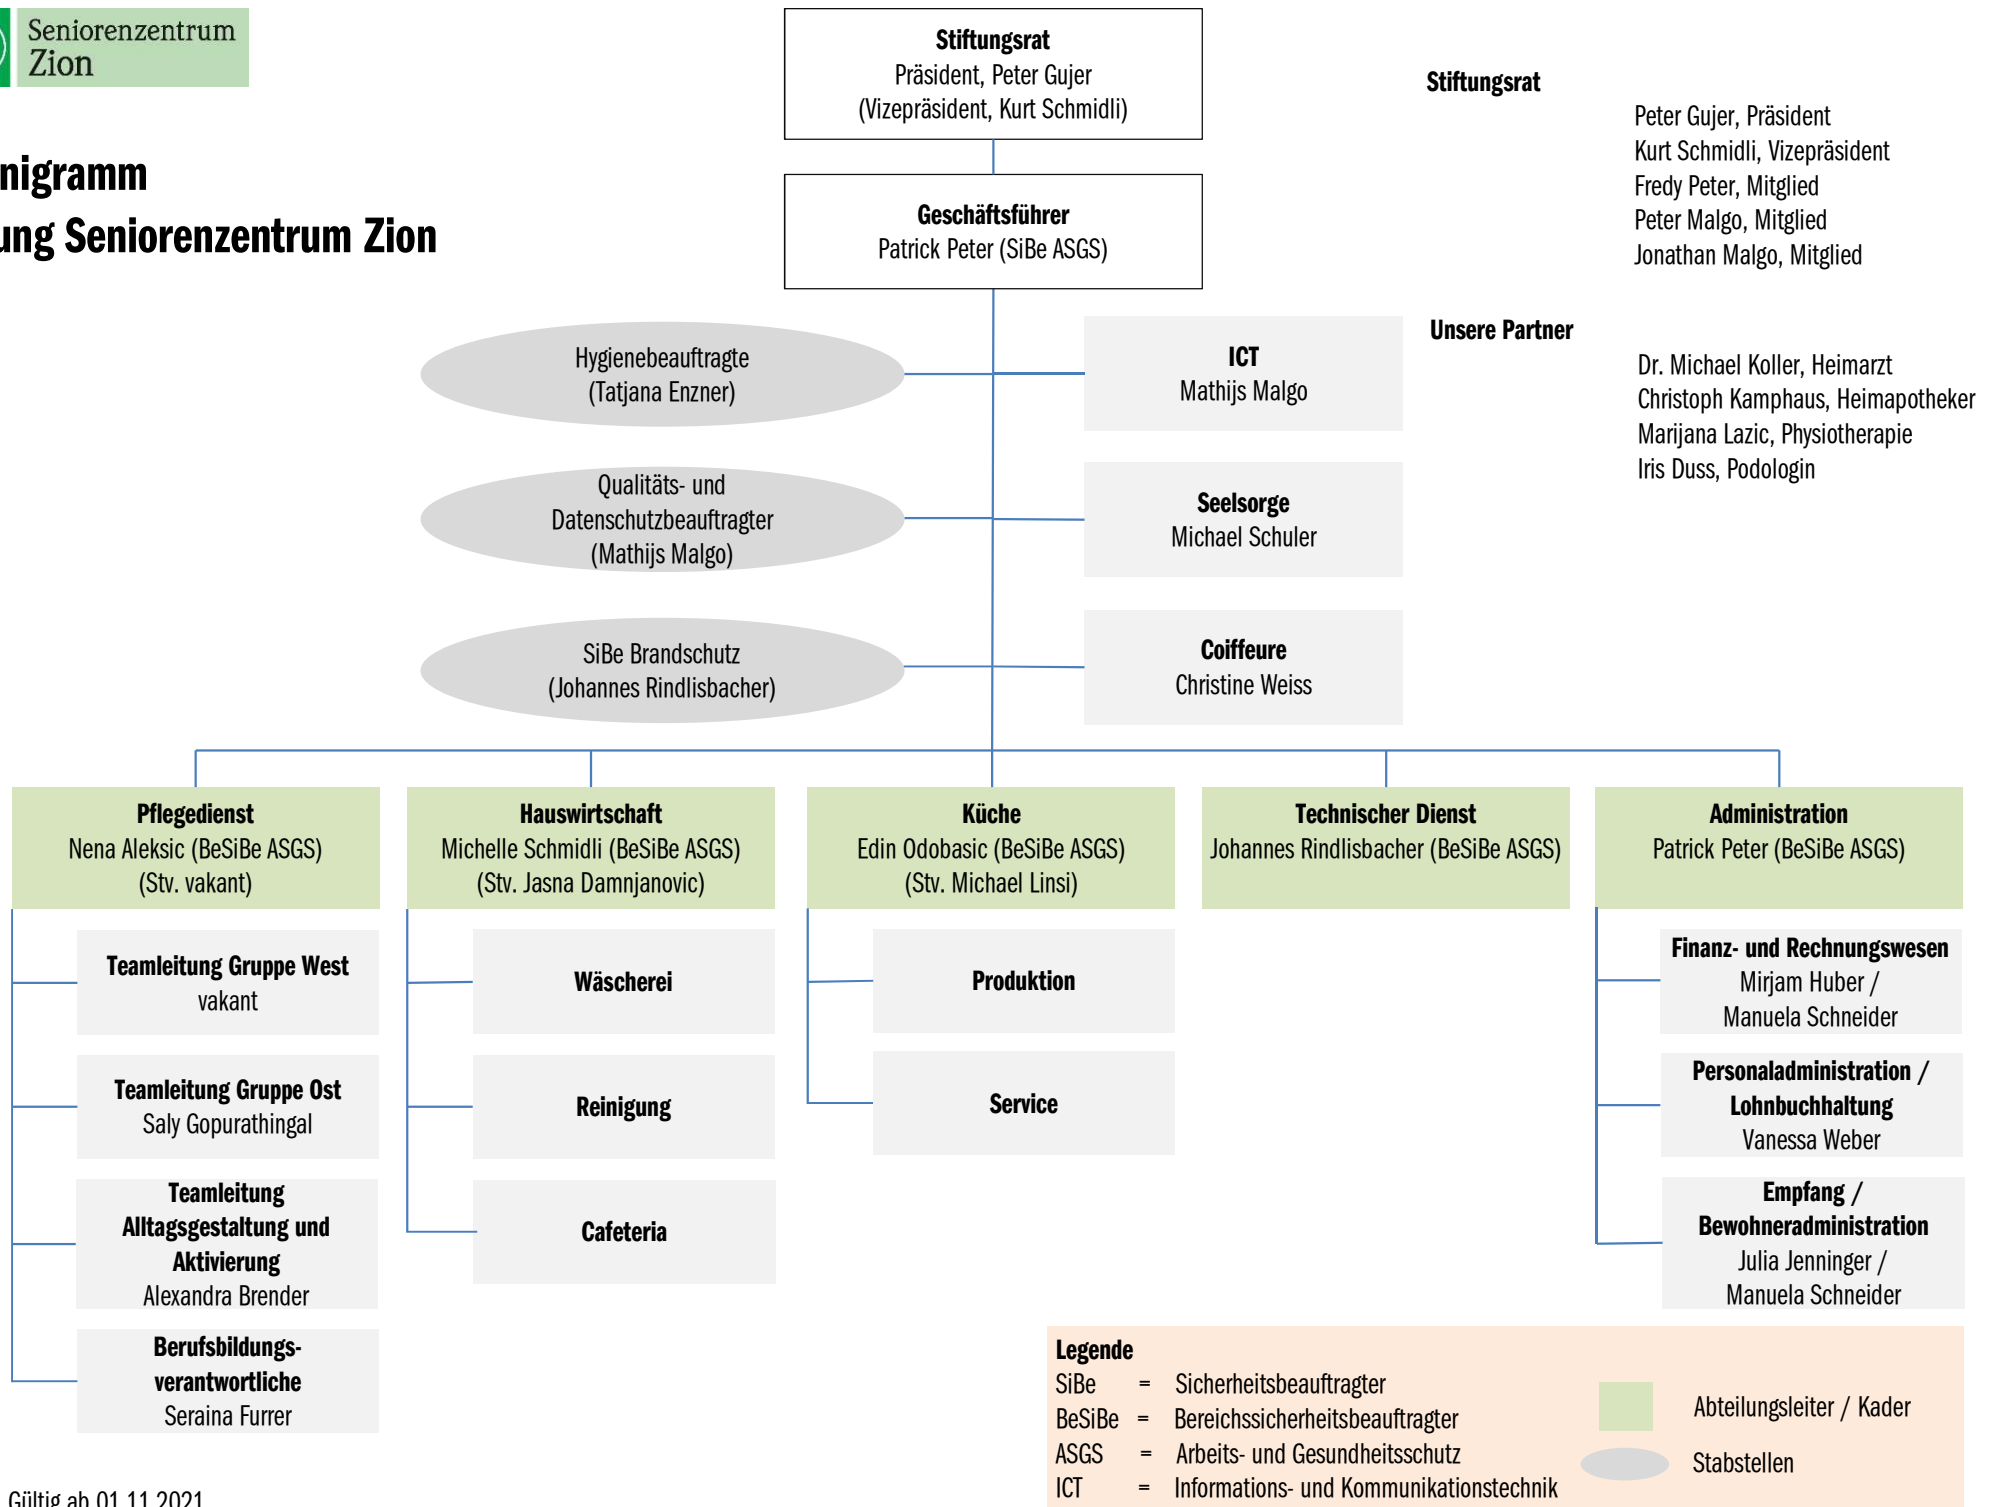 Seniorenzentrum
Zion
nigramm
ung Seniorenzentrum Zion
Stiftungsrat
Präsident, Peter Gujer
(Vizepräsident, Kurt Schmidli)
Geschäftsführer
Patrick Peter (SiBe ASGS)
Stiftungsrat
Peter Gujer, Präsident
Kurt Schmidli, Vizepräsident
Fredy Peter, Mitglied
Peter Malgo, Mitglied
Jonathan Malgo, Mitglied
Unsere Partner
Dr. Michael Koller, Heimarzt
Christoph Kamphaus, Heimapotheker
Marijana Lazic, Physiotherapie
Iris Duss, Podologin
Hygienebeauftragte
(Tatjana Enzner)
ICT
Mathijs Malgo
Qualitäts- und
Datenschutzbeauftragter
(Mathijs Malgo)
Seelsorge
Michael Schuler
SiBe Brandschutz
(Johannes Rindlisbacher)
Coiffeure
Christine Weiss
Pflegedienst
Nena Aleksic (BeSiBe ASGS)
(Stv. vakant)
Teamleitung Gruppe West
vakant
Teamleitung Gruppe Ost
Saly Gopurathingal
Teamleitung
Alltagsgestaltung und
Aktivierung
Alexandra Brender
Berufsbildungs-
verantwortliche
Seraina Furrer
Hauswirtschaft
Michelle Schmidli (BeSiBe ASGS)
(Stv. Jasna Damnjanovic)
Wäscherei
Reinigung
Cafeteria
Küche
Edin Odobasic (BeSiBe ASGS)
(Stv. Michael Linsi)
Produktion
Service
Technischer Dienst
Johannes Rindlisbacher (BeSiBe ASGS)
Administration
Patrick Peter (BeSiBe ASGS)
Finanz- und Rechnungswesen
Mirjam Huber /
Manuela Schneider
Personaladministration /
Lohnbuchhaltung
Vanessa Weber
Empfang /
Bewohneradministration
Julia Jenninger /
Manuela Schneider
Legende
SiBe = Sicherheitsbeauftragter
BeSiBe = Bereichssicherheitsbeauftragter
ASGS = Arbeits- und Gesundheitsschutz
ICT = Informations- und Kommunikationstechnik
Abteilungsleiter / Kader
Stabstellen
Gültig ab 01.11.2021